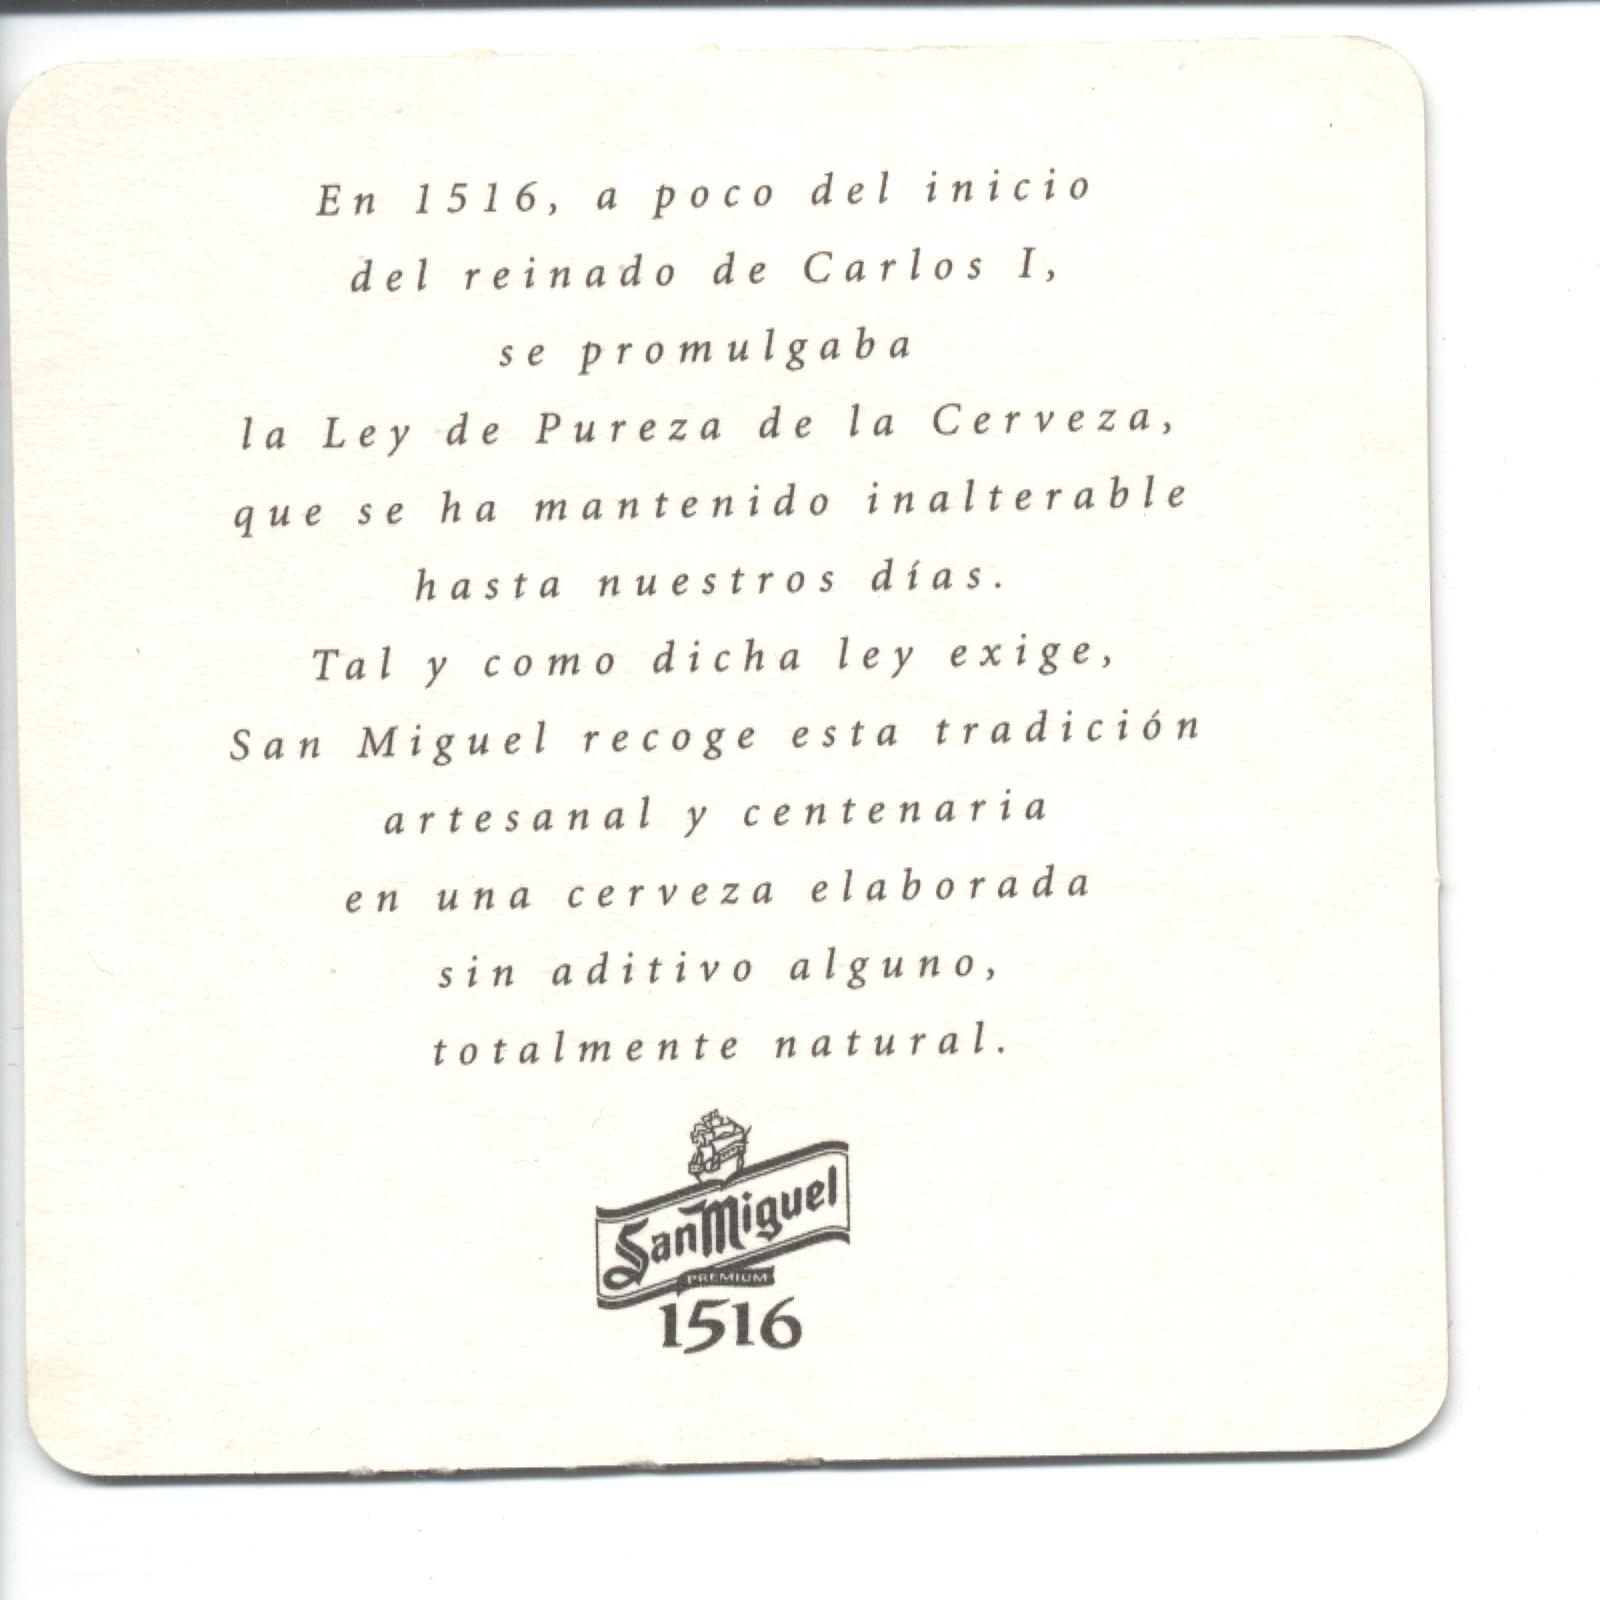 En 1516, a poco del inicio
del reinado de Carlos I,
se promulgaba
la Ley de Pureza de la Cerveza,
que se ha mantenido inalterable
hasta nuestros días.
Tal y como dicha ley exige,
San Miguel recoge esta tradición
artesanal y centenaria
en una cerveza elaborada
sin aditivo alguno,
totalmente natural.
San Miguel
PREMIUM
1516